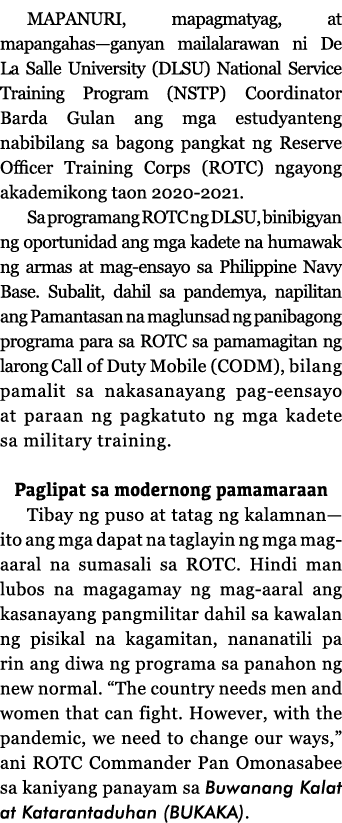 MAPANURI, mapagmatyag, at
mapangahas—ganyan mailalarawan ni De
La Salle University (DLSU) National Service
Training Program (NSTP) Coordinator
Barda Gulan ang mga estudyanteng
nabibilang sa bagong pangkat ng Reserve
Officer Training Corps (ROTC) ngayong
akademikong taon 2020-2021.
Sa programang ROTC ng DLSU, binibigyan
ng oportunidad ang mga kadete na humawak
ng armas at mag-ensayo sa Philippine Navy
Base. Subalit, dahil sa pandemya, napilitan
ang Pamantasan na maglunsad ng panibagong
programa para sa ROTC sa pamamagitan ng
larong Call of Duty Mobile (CODM), bilang
pamalit sa nakasanayang pag-eensayo
at paraan ng pagkatuto ng mga kadete
sa military training.
Paglipat sa modernong pamamaraan
Tibay ng puso at tatag ng kalamnan—
ito ang mga dapat na taglayin ng mga mag-
aaral na sumasali sa ROTC. Hindi man
lubos na magagamay ng mag-aaral ang
kasanayang pangmilitar dahil sa kawalan
ng pisikal na kagamitan, nananatili pa
rin ang diwa ng programa sa panahon ng
new normal. “The country needs men and
women that can fight. However, with the
pandemic, we need to change our ways,”
ani ROTC Commander Pan Omonasabee
sa kaniyang panayam sa Buwanang Kalat
at Katarantaduhan (BUKAKA).